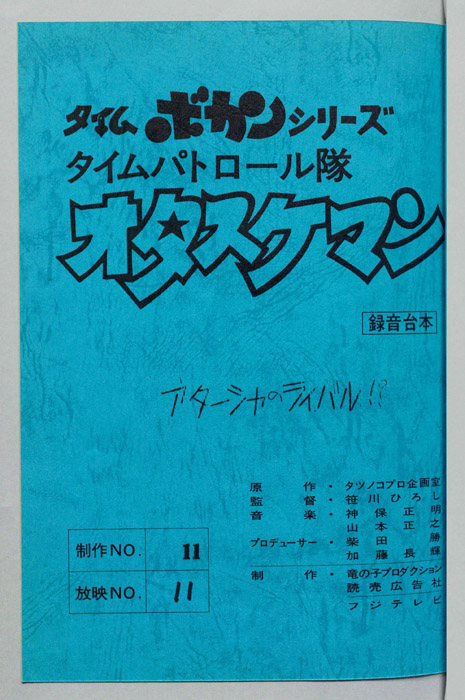 タイムボカンシリーズ
タイムパトロール隊
オタスケマン
録音台本
アターシャのライバル!?
原作・タツノコプロ企画室
監督・笹川ひろし
音楽・神保正明
山本正之
プロデューサー・柴田勝
加藤長輝
制作・竜の子プロダクション
読売広告社
フジテレビ
制作NO. 11
放映NO. 11